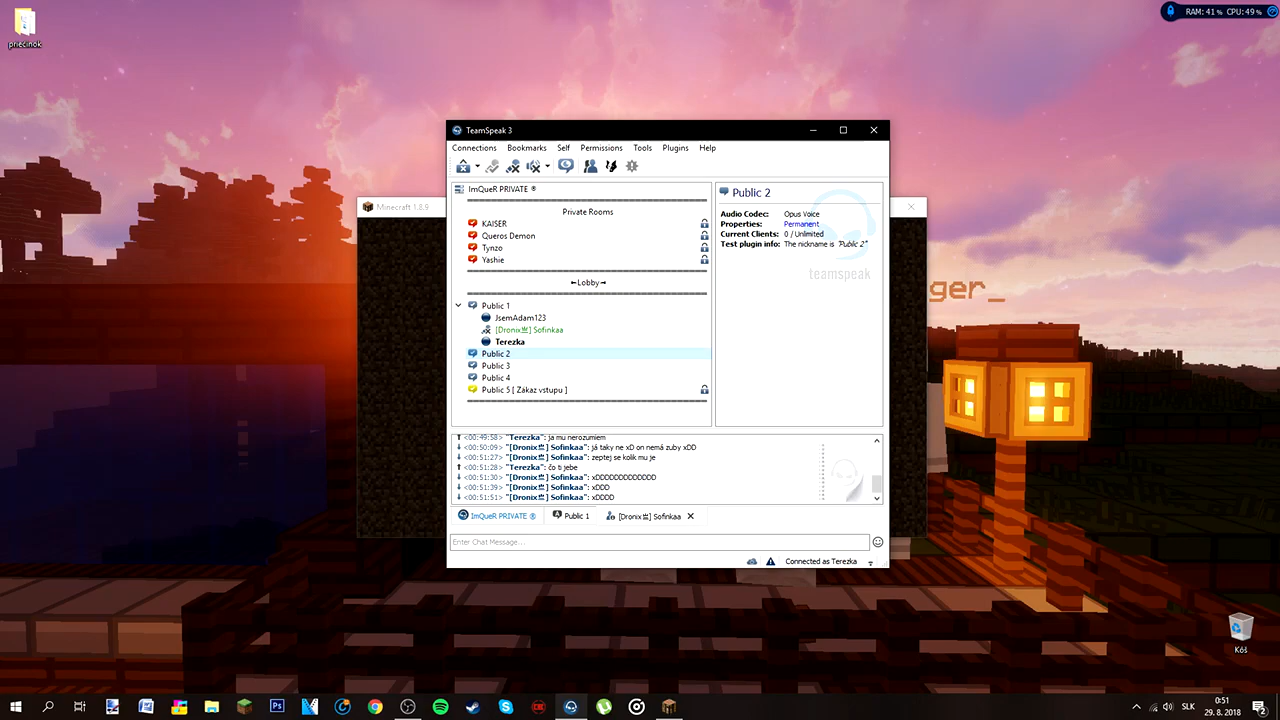 priecinok
RAM: 41 % CPU: 49 %
TeamSpeak 3
Connections Bookmarks Self Permissions Tools Plugins Help
Minecraft 1.8.9
ImQueR PRIVATE ®
Private Rooms
KAISER
Queros Demon
Tynzo
Yashie
Lobby
Public 1
JsemAdam123
[Dronix] Sofinkaa
Terezka
Public 2
Public 3
Public 4
Public 5 [ Zákaz vstupu ]
Public 2
Audio Codec: Opus Voice
Properties: Permanent
Current Clients: 0 / Unlimited
Test plugin info: The nickname is "Public 2"
teamspeak
ger_
<00:49:58> "Terezka": ja mu nerozumiem
<00:50:09> "[Dronix] Sofinkaa": já taky ne xD on nemá zuby xDD
<00:51:27> "[Dronix] Sofinkaa": zeptej se kolik mu je
<00:51:28> "Terezka": čo ti jebe
<00:51:30> "[Dronix] Sofinkaa": xDDDDDDDDDDDDD
<00:51:39> "[Dronix] Sofinkaa": xDDD
<00:51:51> "[Dronix] Sofinkaa": xDDDD
ImQueR PRIVATE ® Public 1 [Dronix] Sofinkaa
Enter Chat Message...
Connected as Terezka
Kôš
SLK
0:51
29. 8. 2018